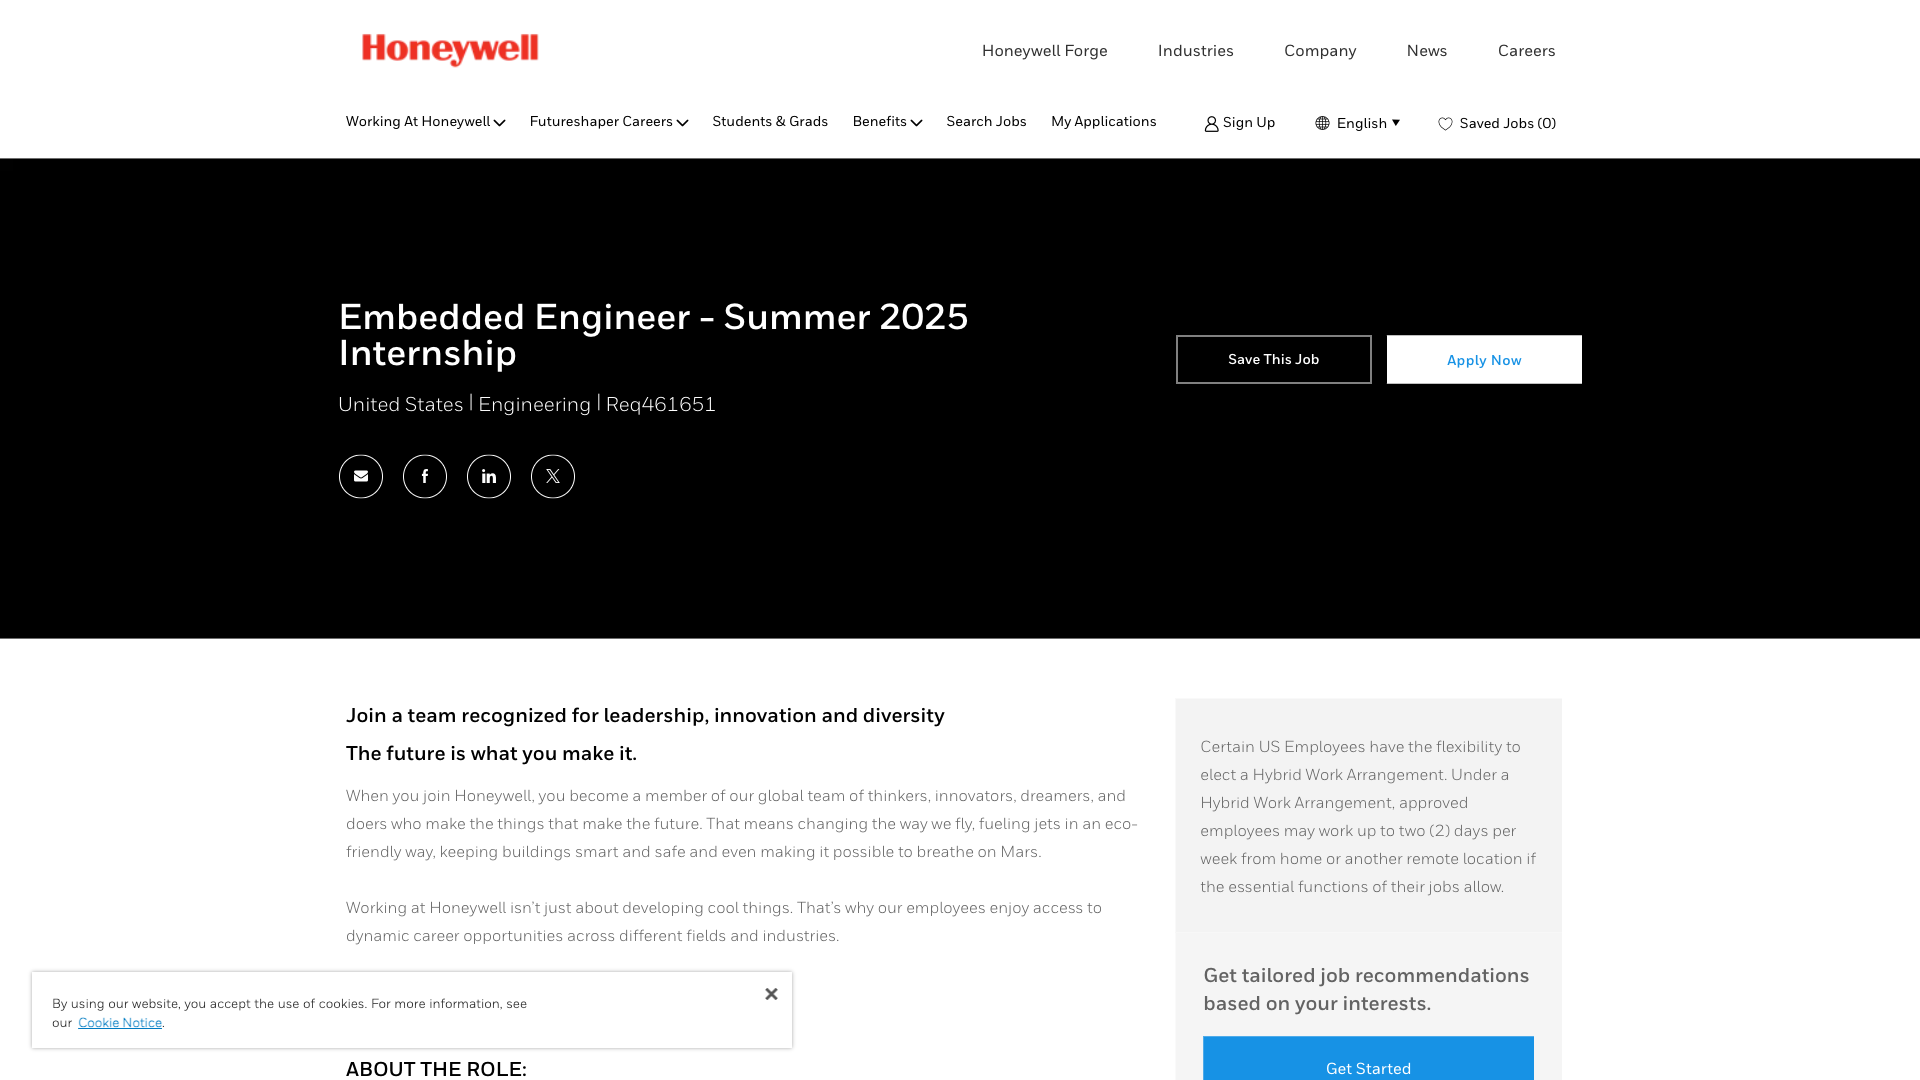 Honeywell
Honeywell Forge Industries Company News Careers
Working At Honeywell Futureshaper Careers Students & Grads Benefits Search Jobs My Applications Sign Up English Saved Jobs (0)
Embedded Engineer - Summer 2025
Internship
United States | Engineering | Req461651
Save This Job
Apply Now
Join a team recognized for leadership, innovation and diversity
The future is what you make it.
When you join Honeywell, you become a member of our global team of thinkers, innovators, dreamers, and
doers who make the things that make the future. That means changing the way we fly, fueling jets in an eco-
friendly way, keeping buildings smart and safe and even making it possible to breathe on Mars.
Working at Honeywell isn't just about developing cool things. That's why our employees enjoy access to
dynamic career opportunities across different fields and industries.
ABOUT THE ROLE:
Certain US Employees have the flexibility to
elect a Hybrid Work Arrangement. Under a
Hybrid Work Arrangement, approved
employees may work up to two (2) days per
week from home or another remote location if
the essential functions of their jobs allow.
Get tailored job recommendations
based on your interests.
Get Started
By using our website, you accept the use of cookies. For more information, see
our Cookie Notice.